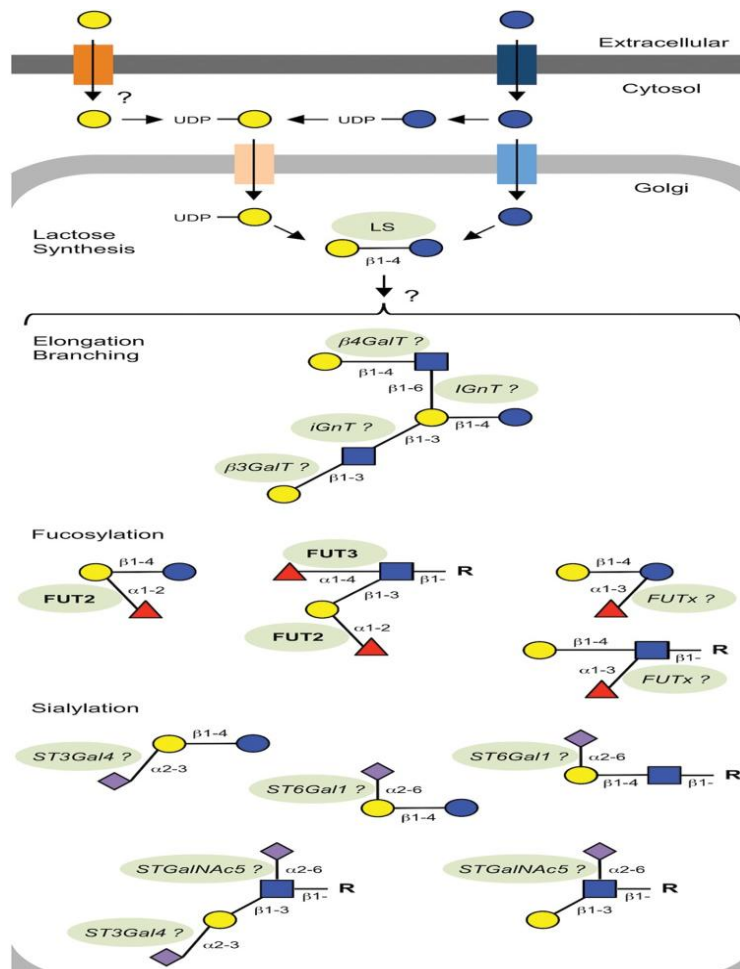 Extracellular
Cytosol
?
UDP
UDP
Golgi
UDP
Lactose
Synthesis
LS
β1-4
?
Elongation
Branching
β4GalT ?
β1-4
β1-6
IGnT ?
iGnT ?
β1-3
β1-4
β3GalT ?
β1-3
Fucosylation
β1-4
FUT2
α1-2
FUT3
α1-4
β1-
R
β1-3
α1-2
FUT2
β1-4
α1-3
FUTx ?
β1-4
α1-3
β1-
R
FUTx ?
Sialylation
ST3Gal4 ?
β1-4
α2-3
ST6Gal1 ?
α2-6
β1-4
ST6Gal1 ?
α2-6
β1-4
β1-
R
STGalNAc5 ?
α2-6
β1-
R
β1-3
ST3Gal4 ?
α2-3
STGalNAc5 ?
α2-6
β1-
R
β1-3